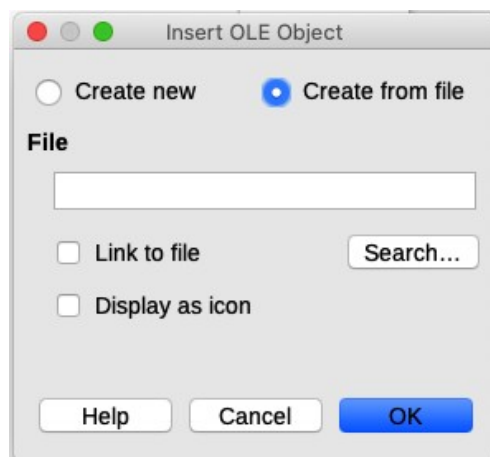 Insert OLE Object
Create new Create from file
File
Link to file Search...
Display as icon
Help Cancel OK